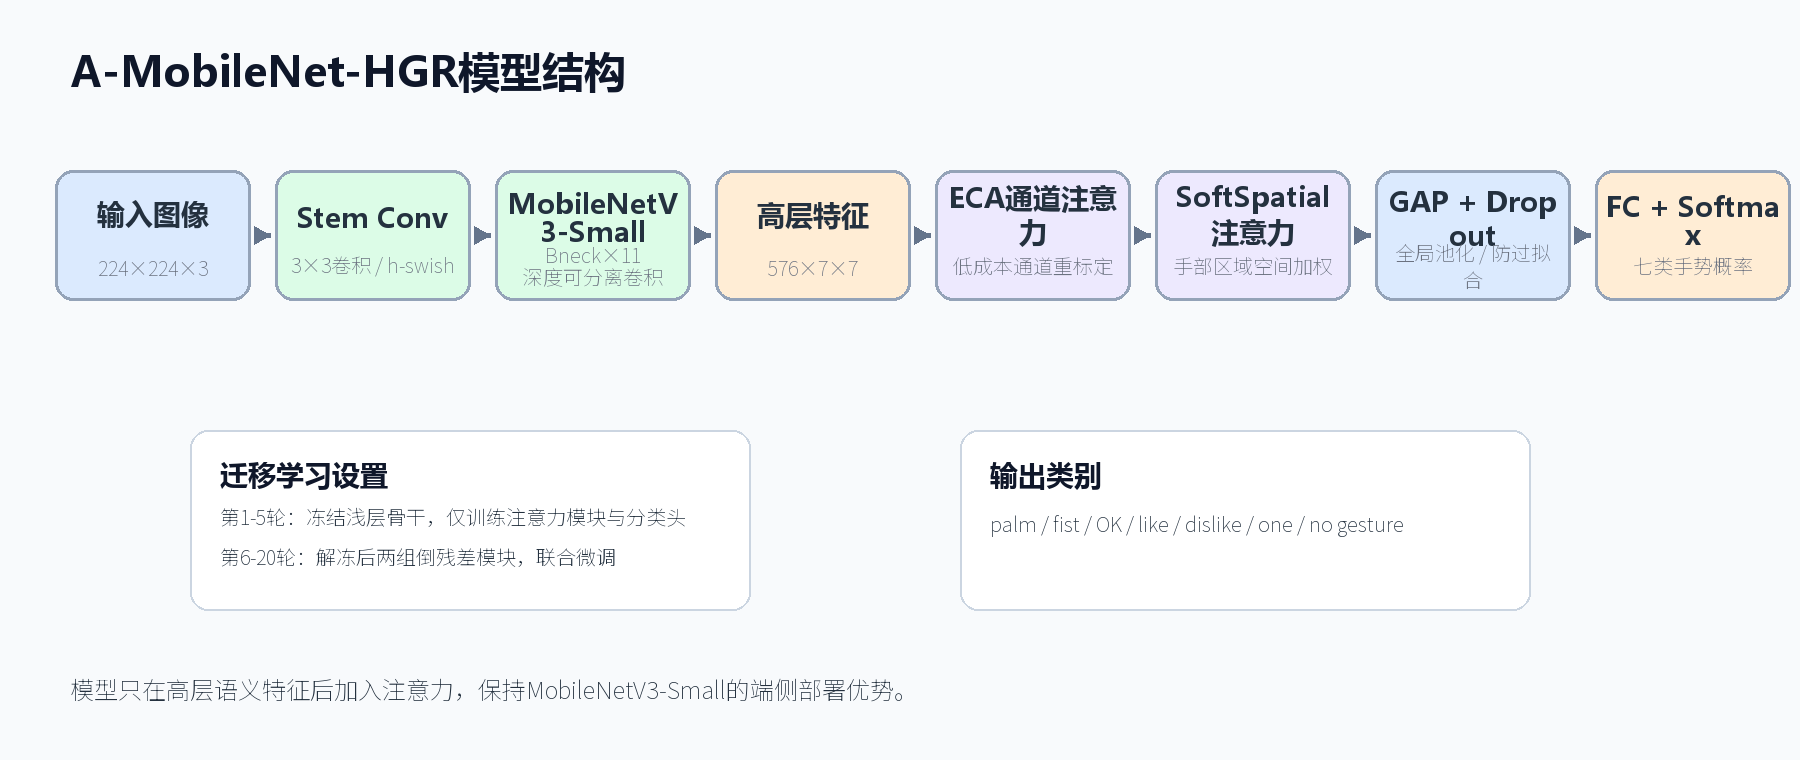 A-MobileNet-HGR模型结构
输入图像
224×224×3
Stem Conv
3×3卷积 / h-swish
MobileNetV
3-Small
Bneck×11
深度可分离卷积
高层特征
576×7×7
ECA通道注意
力
低成本通道重标定
SoftSpatial
注意力
手部区域空间加权
GAP + Drop
out
全局池化 / 防过拟
合
FC + Softma
x
七类手势概率
迁移学习设置
第1-5轮：冻结浅层骨干，仅训练注意力模块与分类头
第6-20轮：解冻后两组倒残差模块，联合微调
输出类别
palm / fist / OK / like / dislike / one / no gesture
模型只在高层语义特征后加入注意力，保持MobileNetV3-Small的端侧部署优势。